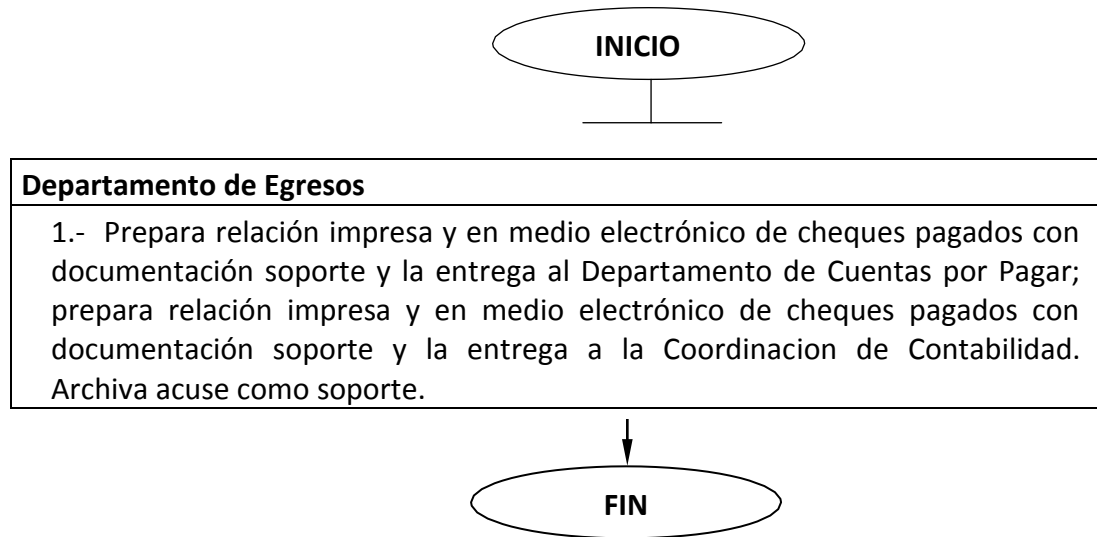 INICIO
Departamento de Egresos
1.- Prepara relación impresa y en medio electrónico de cheques pagados con
documentación soporte y la entrega al Departamento de Cuentas por Pagar;
prepara relación impresa y en medio electrónico de cheques pagados con
documentación soporte y la entrega a la Coordinacion de Contabilidad.
Archiva acuse como soporte.
FIN